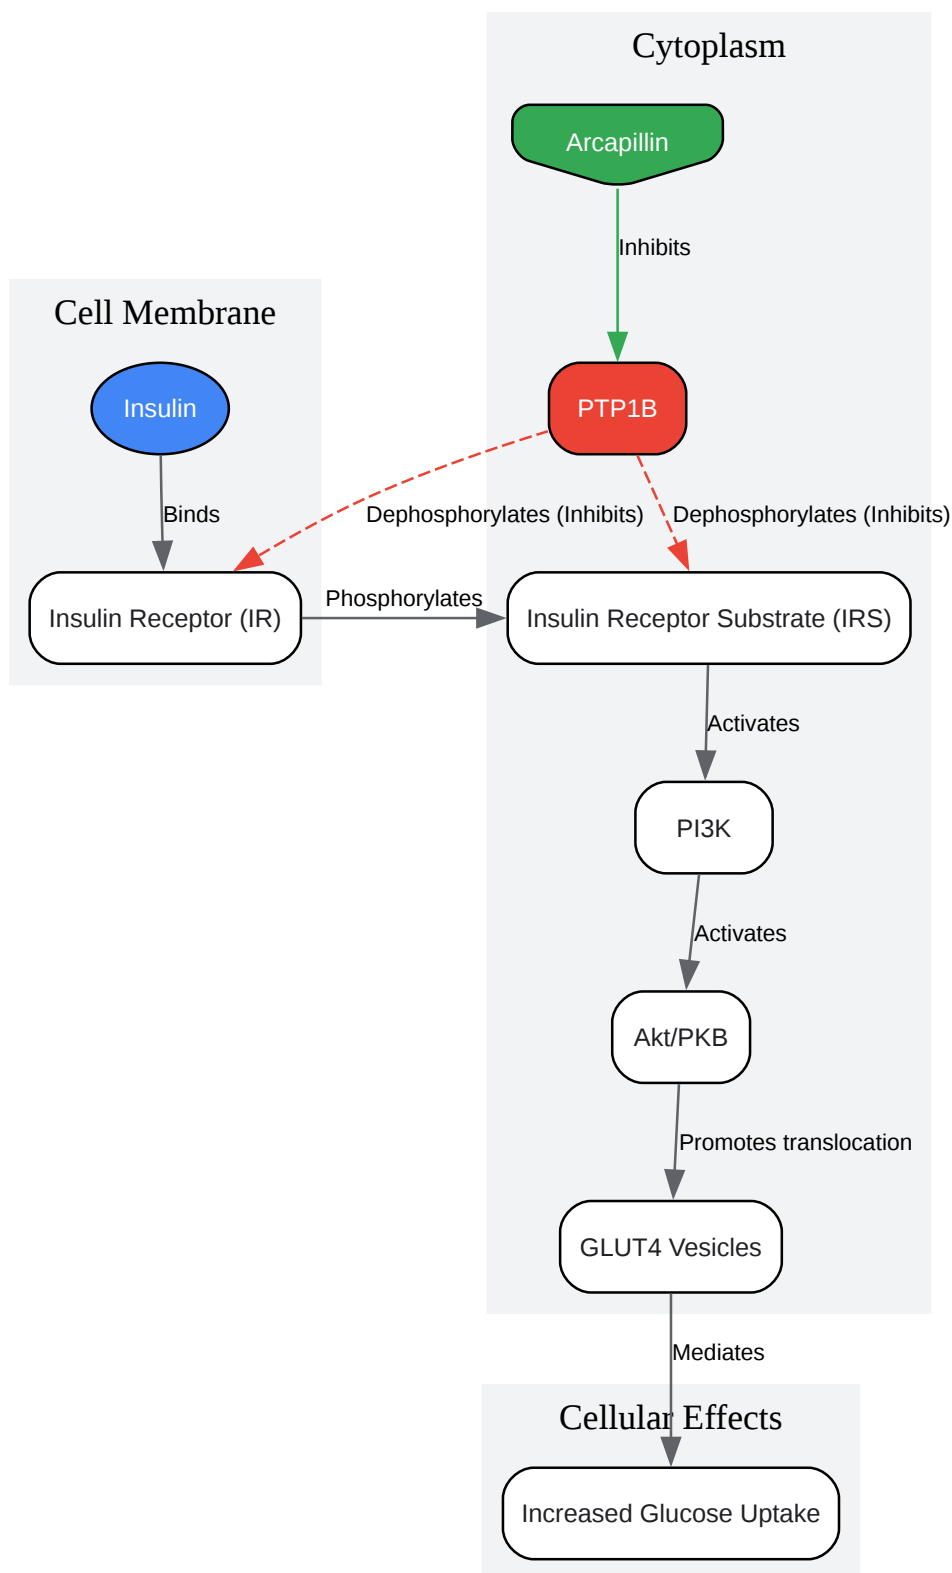 Cytoplasm
Arcapillin
Inhibits
Cell Membrane
Insulin
PTP1B
Binds
Dephosphorylates (Inhibits)
Dephosphorylates (Inhibits)
Phosphorylates
Insulin Receptor (IR)
Insulin Receptor Substrate (IRS)
Activates
PI3K
Activates
Akt/PKB
Promotes translocation
GLUT4 Vesicles
Mediates
Cellular Effects
Increased Glucose Uptake